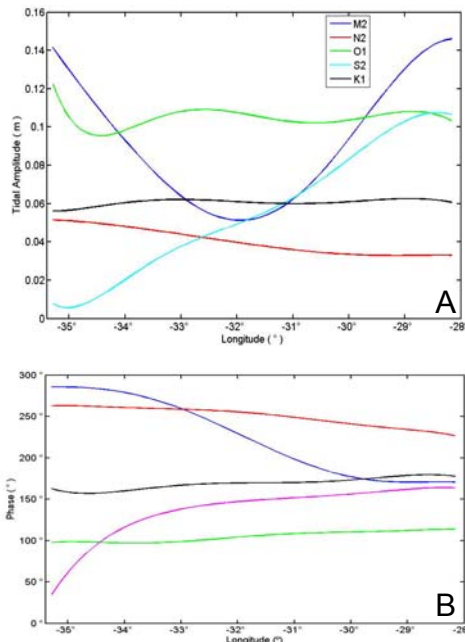 0.16
0.14
0.12
0.1
0.08
0.06
0.04
0.02
0
Tidal Amplitude ( m )
M2
N2
O1
S2
K1
A
-35° -34° -33° -32° -31° -30° -29° -28°
Longitude ( ° )
300 °
250 °
200 °
150 °
100 °
50 °
0 °
Phase ( ° )
B
-35° -34° -33° -32° -31° -30° -29° -28
Longitude (°)